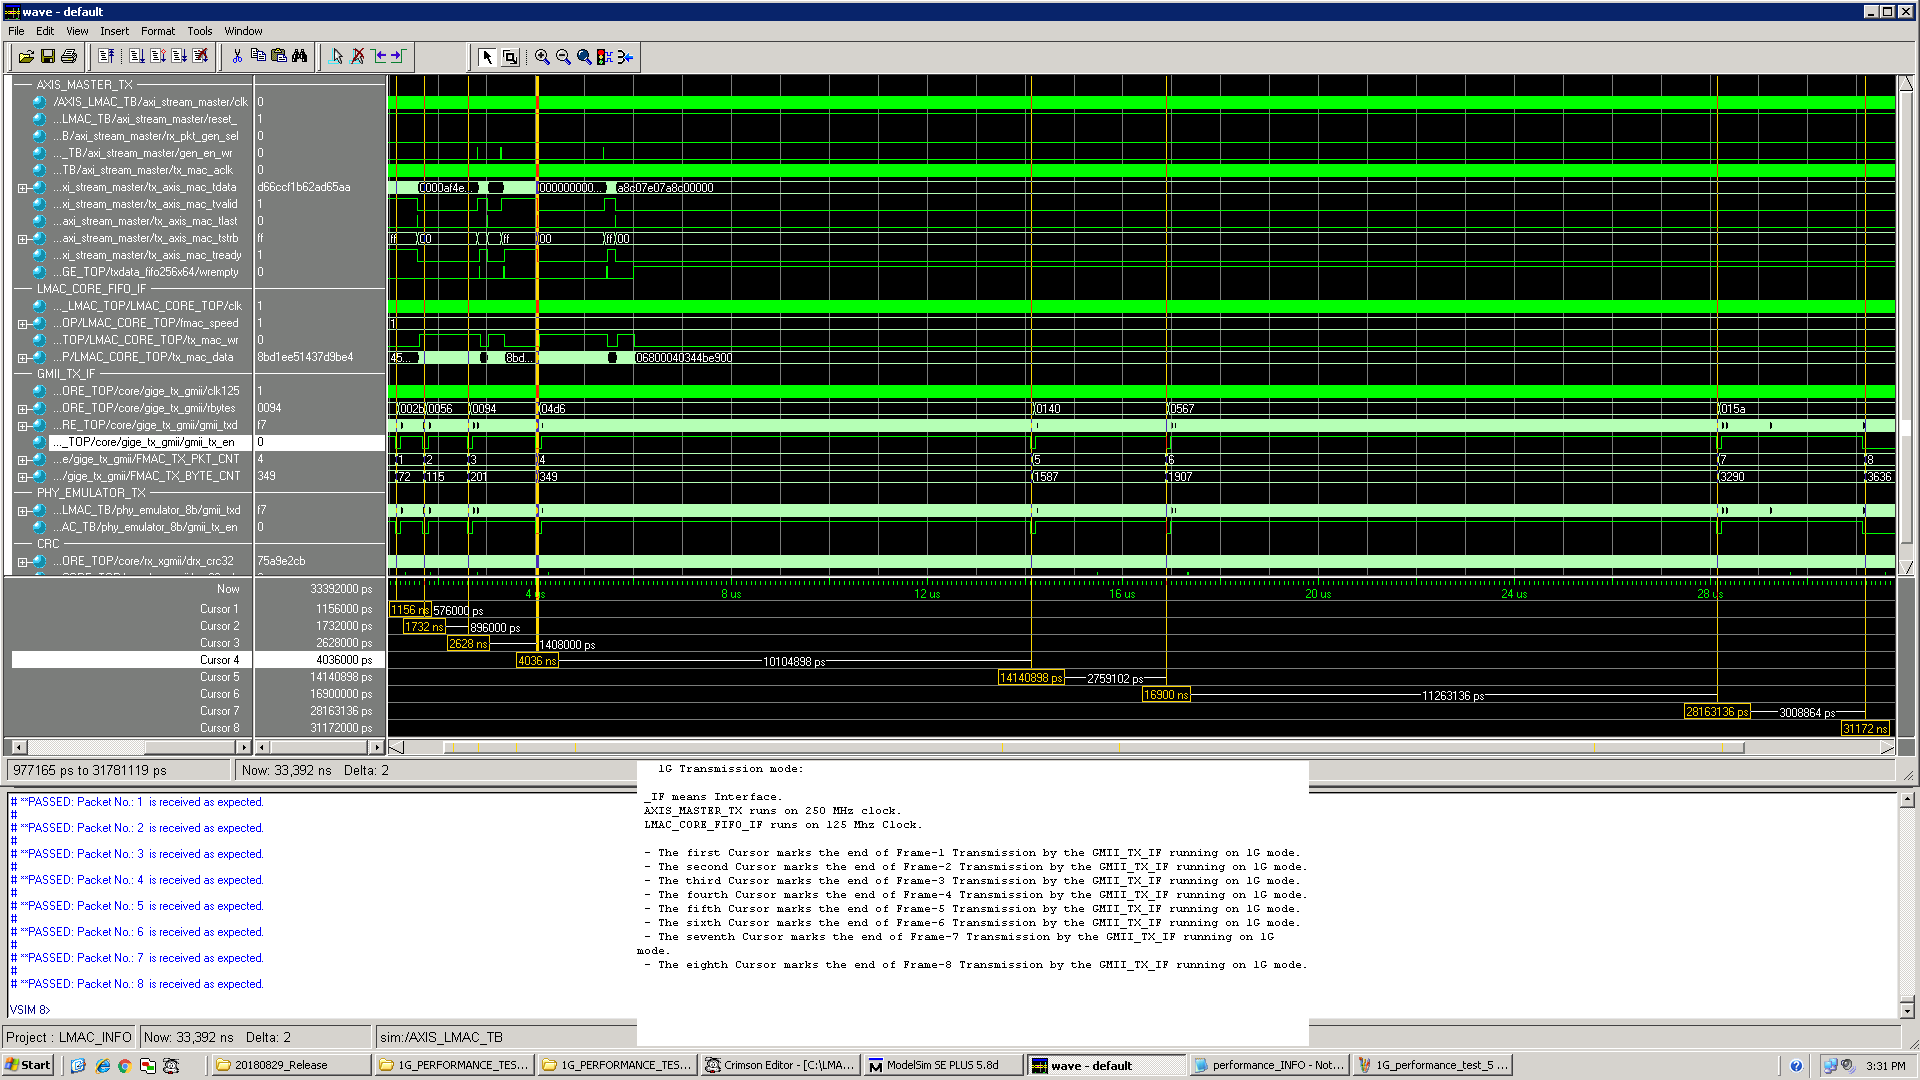 wave - default
File Edit View Insert Format Tools Window
AXIS_MASTER_TX
/AXIS_LMAC_TB/axi_stream_master/clk 0
...LMAC_TB/axi_stream_master/reset_ 1
...B/axi_stream_master/rx_pkt_gen_sel 0
..._TB/axi_stream_master/gen_en_wr 0
...TB/axi_stream_master/tx_mac_aclk 0
...xi_stream_master/tx_axis_mac_tdata d66ccf1b62ad65aa 000af4e... 000000000... a8c07e07a8c00000
...xi_stream_master/tx_axis_mac_tvalid 1
...axi_stream_master/tx_axis_mac_tlast 0
...axi_stream_master/tx_axis_mac_tstrb ff ff 00 ff 00 ff 00
...xi_stream_master/tx_axis_mac_tready 1
...GE_TOP/txdata_fifo256x64/wrempty 0
LMAC_CORE_FIFO_IF
..._LMAC_TOP/LMAC_CORE_TOP/clk 1
...OP/LMAC_CORE_TOP/fmac_speed 1 1
...TOP/LMAC_CORE_TOP/tx_mac_wr 0
...P/LMAC_CORE_TOP/tx_mac_data 8bd1ee51437d9be4 45... 8bd... 06800040344be900
GMII_TX_IF
...ORE_TOP/core/gige_tx_gmii/clk125 1
...ORE_TOP/core/gige_tx_gmii/rbytes 0094 002b 0056 0094 04d6 0140 0567 015a
...RE_TOP/core/gige_tx_gmii/gmii_txd f7
..._TOP/core/gige_tx_gmii/gmii_tx_en 0
...e/gige_tx_gmii/FMAC_TX_PKT_CNT 4 1 2 3 4 5 6 7 8
.../gige_tx_gmii/FMAC_TX_BYTE_CNT 349 72 115 201 349 1587 1907 3290 3636
PHY_EMULATOR_TX
...LMAC_TB/phy_emulator_8b/gmii_txd f7
...AC_TB/phy_emulator_8b/gmii_tx_en 0
CRC
...ORE_TOP/core/rx_xgmii/drx_crc32 75a9e2cb
Now 33392000 ps 4 us 8 us 12 us 16 us 20 us 24 us 28 us
Cursor 1 1156000 ps 1156 ns 576000 ps
Cursor 2 1732000 ps 1732 ns 896000 ps
Cursor 3 2628000 ps 2628 ns 1408000 ps
Cursor 4 4036000 ps 4036 ns 10104898 ps
Cursor 5 14140898 ps 14140898 ps 2759102 ps
Cursor 6 16900000 ps 16900 ns 11263136 ps
Cursor 7 28163136 ps 28163136 ps 3008864 ps
Cursor 8 31172000 ps 31172 ns
977165 ps to 31781119 ps Now: 33,392 ns Delta: 2
# **PASSED: Packet No.: 1 is received as expected.
#
# **PASSED: Packet No.: 2 is received as expected.
#
# **PASSED: Packet No.: 3 is received as expected.
#
# **PASSED: Packet No.: 4 is received as expected.
#
# **PASSED: Packet No.: 5 is received as expected.
#
# **PASSED: Packet No.: 6 is received as expected.
#
# **PASSED: Packet No.: 7 is received as expected.
#
# **PASSED: Packet No.: 8 is received as expected.
VSIM 8>
1G Transmission mode:
_IF means Interface.
AXIS_MASTER_TX runs on 250 MHz clock.
LMAC_CORE_FIFO_IF runs on 125 Mhz Clock.
- The first Cursor marks the end of Frame-1 Transmission by the GMII_TX_IF running on 1G mode.
- The second Cursor marks the end of Frame-2 Transmission by the GMII_TX_IF running on 1G mode.
- The third Cursor marks the end of Frame-3 Transmission by the GMII_TX_IF running on 1G mode.
- The fourth Cursor marks the end of Frame-4 Transmission by the GMII_TX_IF running on 1G mode.
- The fifth Cursor marks the end of Frame-5 Transmission by the GMII_TX_IF running on 1G mode.
- The sixth Cursor marks the end of Frame-6 Transmission by the GMII_TX_IF running on 1G mode.
- The seventh Cursor marks the end of Frame-7 Transmission by the GMII_TX_IF running on 1G
mode.
- The eighth Cursor marks the end of Frame-8 Transmission by the GMII_TX_IF running on 1G mode.
Project : LMAC_INFO Now: 33,392 ns Delta: 2 sim:/AXIS_LMAC_TB
Start 20180829_Release 1G_PERFORMANCE_TES... 1G_PERFORMANCE_TES... Crimson Editor - [C:\LMA... ModelSim SE PLUS 5.8d wave - default performance_INFO - Not... 1G_performance_test_5 ... 3:31 PM